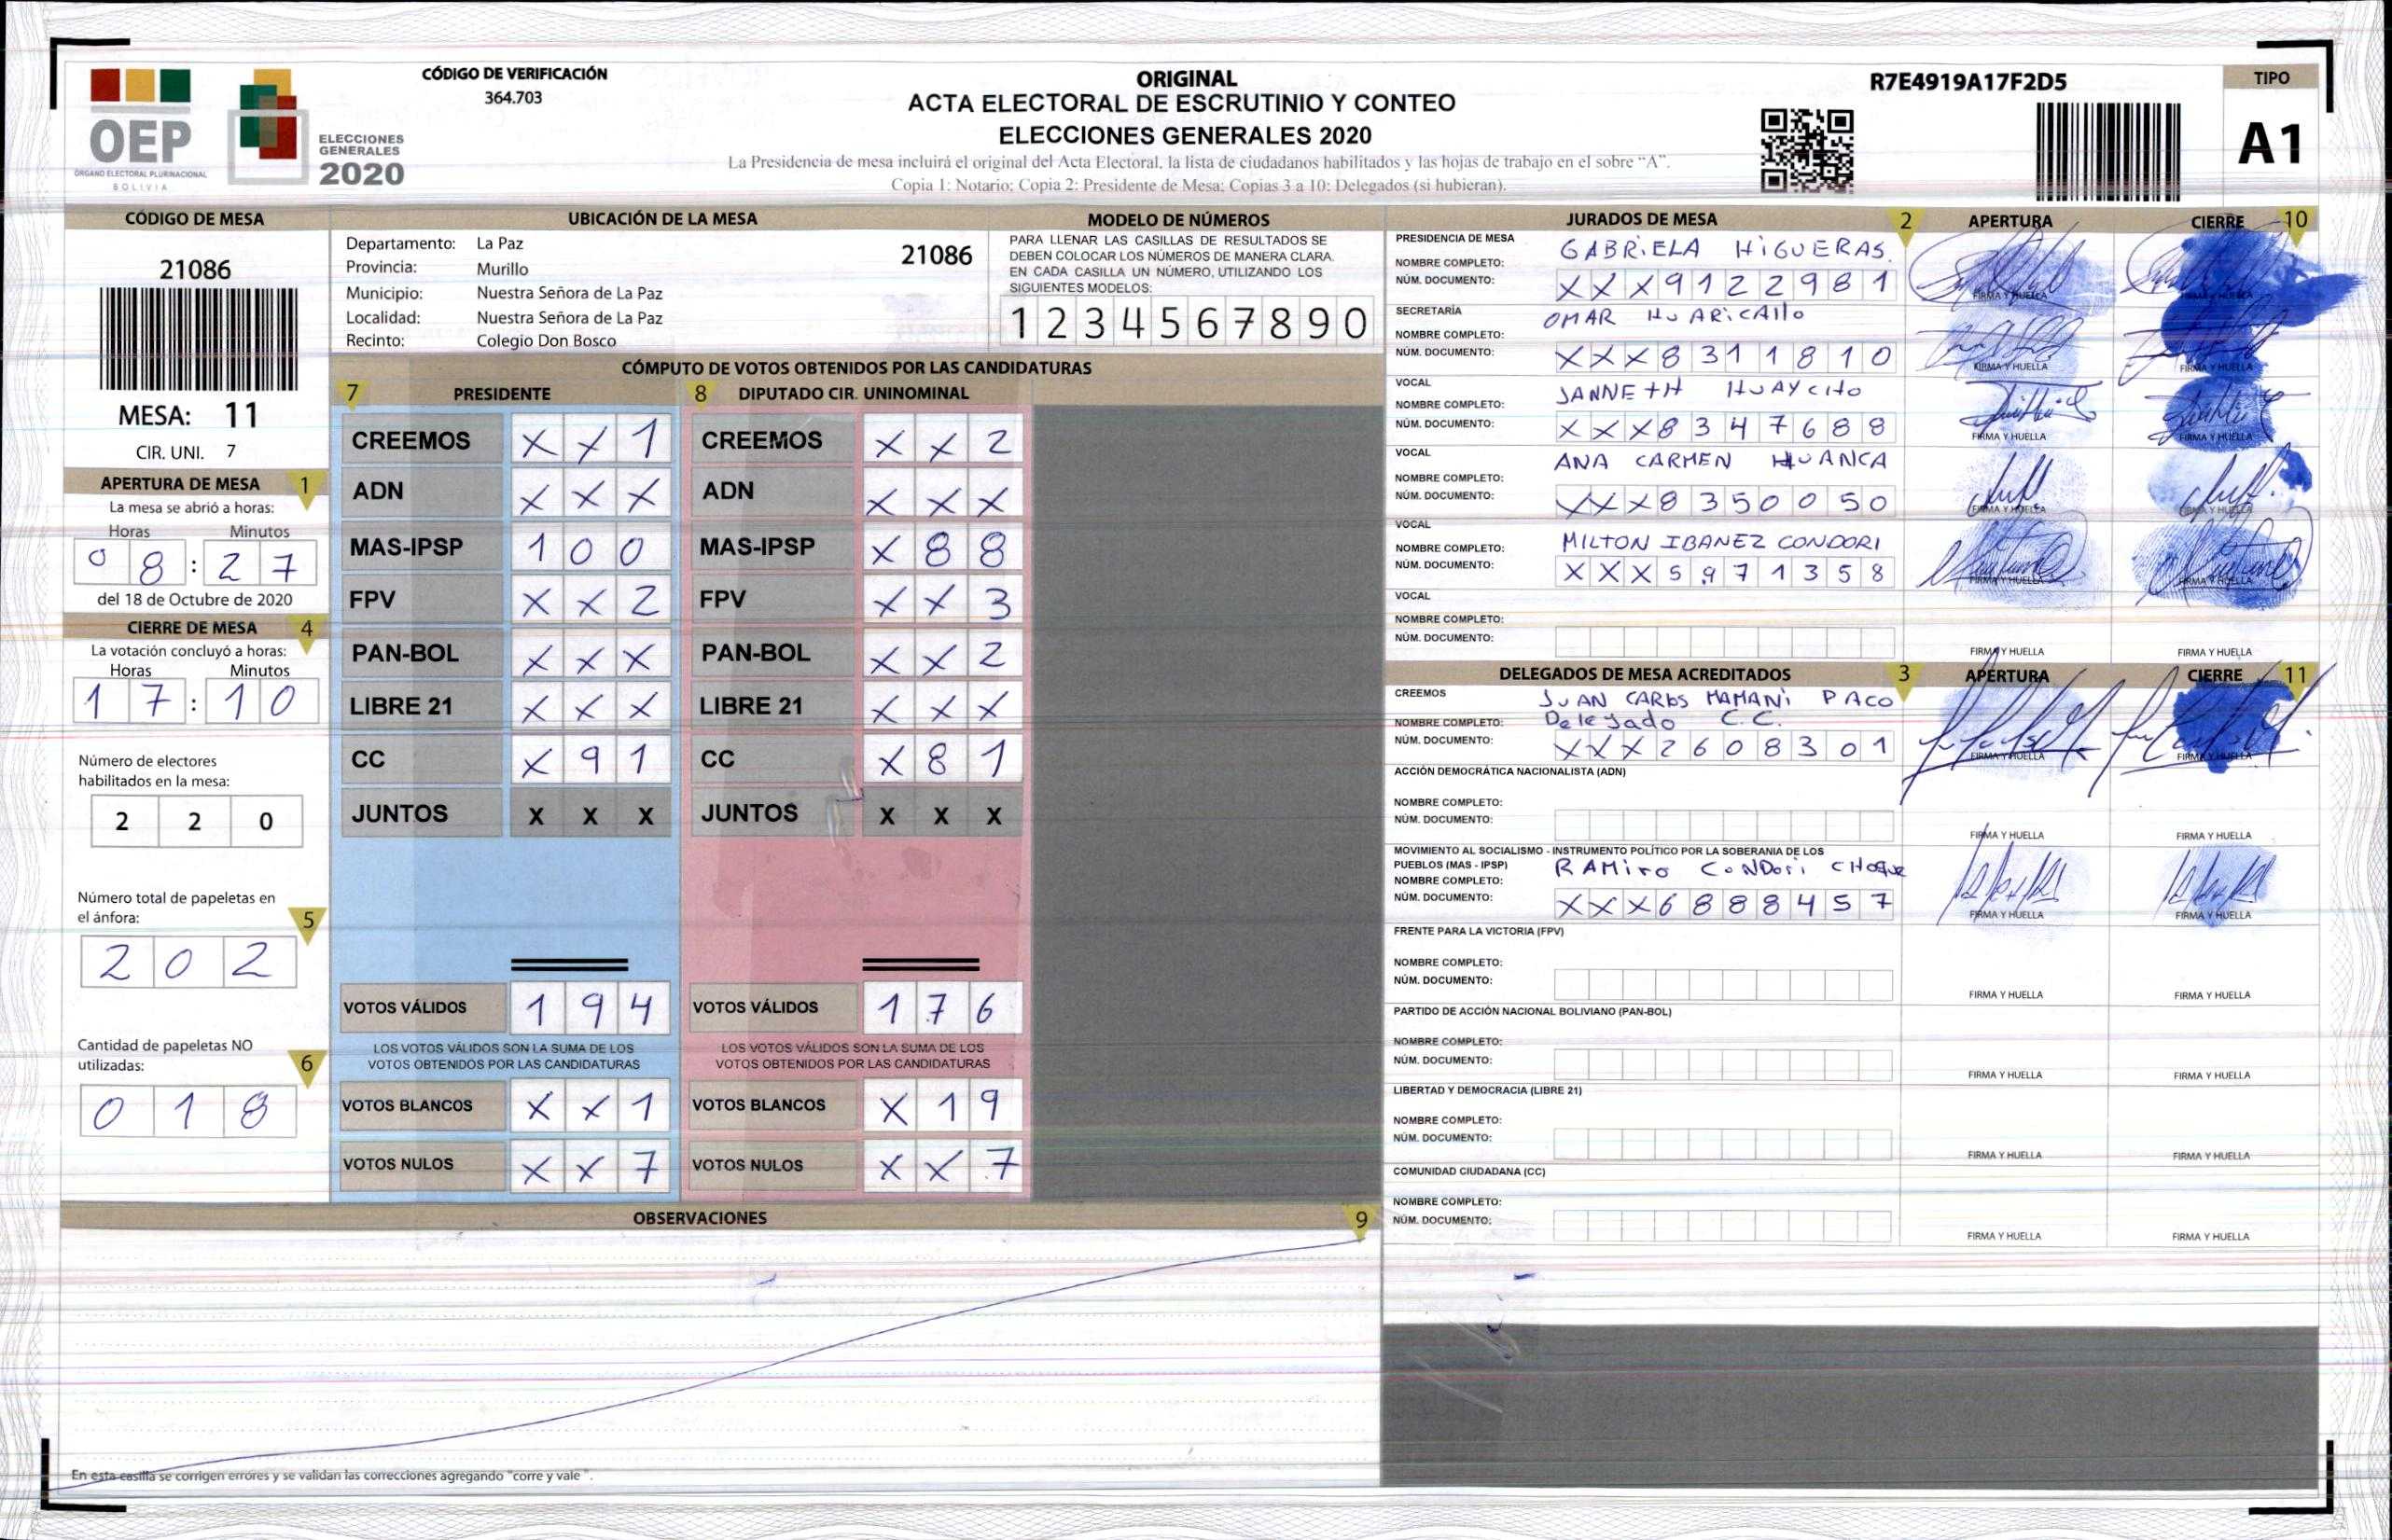 OEP
ÓRGANO ELECTORAL PLURINACIONAL
BOLIVIA
ELECCIONES
GENERALES
2020
CÓDIGO DE VERIFICACIÓN
364.703
ORIGINAL
ACTA ELECTORAL DE ESCRUTINIO Y CONTEO
ELECCIONES GENERALES 2020
La Presidencia de mesa incluirá el original del Acta Electoral, la lista de ciudadanos habilitados y las hojas de trabajo en el sobre “A”.
Copia 1: Notario; Copia 2: Presidente de Mesa; Copias 3 a 10: Delegados (si hubieran).
R7E4919A17F2D5
TIPO
A1
CÓDIGO DE MESA
21086
MESA: 11
CIR. UNI. 7
APERTURA DE MESA 1
La mesa se abrió a horas:
Horas Minutos
08:27
del 18 de Octubre de 2020
CIERRE DE MESA 4
La votación concluyó a horas:
Horas Minutos
17:10
Número de electores
habilitados en la mesa:
2 2 0
Número total de papeletas en
el ánfora: 5
2 0 2
Cantidad de papeletas NO
utilizadas: 6
0 1 8
UBICACIÓN DE LA MESA
Departamento: La Paz 21086
Provincia: Murillo
Municipio: Nuestra Señora de La Paz
Localidad: Nuestra Señora de La Paz
Recinto: Colegio Don Bosco
MODELO DE NÚMEROS
PARA LLENAR LAS CASILLAS DE RESULTADOS SE
DEBEN COLOCAR LOS NÚMEROS DE MANERA CLARA.
EN CADA CASILLA UN NÚMERO, UTILIZANDO LOS
SIGUIENTES MODELOS:
1 2 3 4 5 6 7 8 9 0
CÓMPUTO DE VOTOS OBTENIDOS POR LAS CANDIDATURAS
7 PRESIDENTE
CREEMOS X X 1
ADN X X X
MAS-IPSP 1 0 0
FPV X X 2
PAN-BOL X X X
LIBRE 21 X X X
CC X 9 1
JUNTOS X X X
VOTOS VÁLIDOS 1 9 4
LOS VOTOS VÁLIDOS SON LA SUMA DE LOS
VOTOS OBTENIDOS POR LAS CANDIDATURAS
VOTOS BLANCOS X X 1
VOTOS NULOS X X 7
8 DIPUTADO CIR. UNINOMINAL
CREEMOS X X 2
ADN X X X
MAS-IPSP X 8 8
FPV X X 3
PAN-BOL X X 2
LIBRE 21 X X X
CC X 8 1
JUNTOS X X X
VOTOS VÁLIDOS 1 7 6
LOS VOTOS VÁLIDOS SON LA SUMA DE LOS
VOTOS OBTENIDOS POR LAS CANDIDATURAS
VOTOS BLANCOS X 1 9
VOTOS NULOS X X 7
OBSERVACIONES 9
En esta casilla se corrigen errores y se validan las correcciones agregando "corre y vale".
JURADOS DE MESA 2 APERTURA CIERRE 10
PRESIDENCIA DE MESA
NOMBRE COMPLETO: GABRiELA HiGUERAS.
NÚM. DOCUMENTO: X X X 9 1 2 2 9 8 1
FIRMA Y HUELLA FIRMA Y HUELLA
SECRETARÍA
NOMBRE COMPLETO: OMAR HuARiCAllo
NÚM. DOCUMENTO: X X X 8 3 1 1 8 1 0
FIRMA Y HUELLA FIRMA Y HUELLA
VOCAL
NOMBRE COMPLETO: JANNEtH HUAYCHO
NÚM. DOCUMENTO: X X X 8 3 4 7 6 8 8
FIRMA Y HUELLA FIRMA Y HUELLA
VOCAL
NOMBRE COMPLETO: ANA CARMEN HUANCA
NÚM. DOCUMENTO: X X X 8 3 5 0 0 5 0
FIRMA Y HUELLA FIRMA Y HUELLA
VOCAL
NOMBRE COMPLETO: MILTON IBANEZ CONDORI
NÚM. DOCUMENTO: X X X 5 9 7 1 3 5 8
FIRMA Y HUELLA FIRMA Y HUELLA
VOCAL
NOMBRE COMPLETO:
NÚM. DOCUMENTO:
FIRMA Y HUELLA FIRMA Y HUELLA
DELEGADOS DE MESA ACREDITADOS 3 APERTURA CIERRE 11
CREEMOS JUAN CARlos MAMANi PACO
NOMBRE COMPLETO: Delegado C.C.
NÚM. DOCUMENTO: X X X 2 6 0 8 3 0 1
FIRMA Y HUELLA FIRMA Y HUELLA
ACCIÓN DEMOCRÁTICA NACIONALISTA (ADN)
NOMBRE COMPLETO:
NÚM. DOCUMENTO:
FIRMA Y HUELLA FIRMA Y HUELLA
MOVIMIENTO AL SOCIALISMO - INSTRUMENTO POLÍTICO POR LA SOBERANIA DE LOS
PUEBLOS (MAS - IPSP) RAMiro CoNDori CHoque
NOMBRE COMPLETO:
NÚM. DOCUMENTO: X X X 6 8 8 8 4 5 7
FIRMA Y HUELLA FIRMA Y HUELLA
FRENTE PARA LA VICTORIA (FPV)
NOMBRE COMPLETO:
NÚM. DOCUMENTO:
FIRMA Y HUELLA FIRMA Y HUELLA
PARTIDO DE ACCIÓN NACIONAL BOLIVIANO (PAN-BOL)
NOMBRE COMPLETO:
NÚM. DOCUMENTO:
FIRMA Y HUELLA FIRMA Y HUELLA
LIBERTAD Y DEMOCRACIA (LIBRE 21)
NOMBRE COMPLETO:
NÚM. DOCUMENTO:
FIRMA Y HUELLA FIRMA Y HUELLA
COMUNIDAD CIUDADANA (CC)
NOMBRE COMPLETO:
NÚM. DOCUMENTO:
FIRMA Y HUELLA FIRMA Y HUELLA